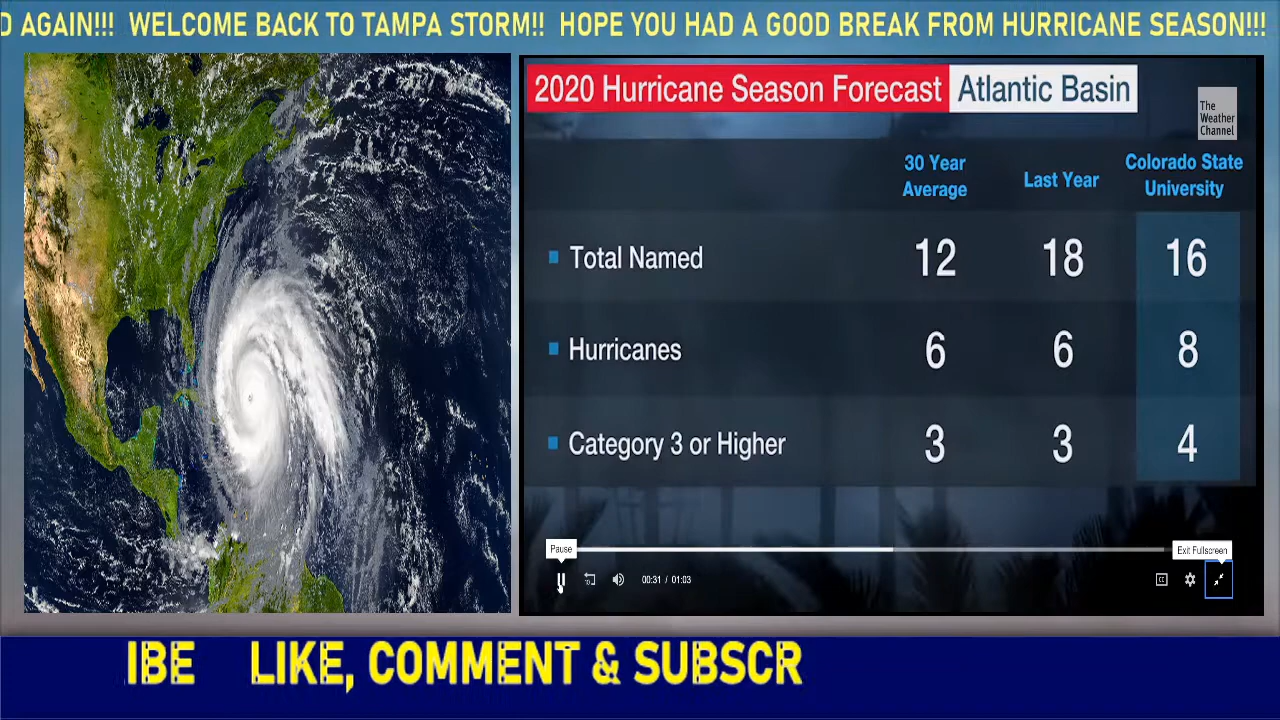 D AGAIN!!! WELCOME BACK TO TAMPA STORM!! HOPE YOU HAD A GOOD BREAK FROM HURRICANE SEASON!!!
2020 Hurricane Season Forecast Atlantic Basin
The
Weather
Channel
30 Year
Average
Last Year
Colorado State
University
Total Named 12 18 16
Hurricanes 6 6 8
Category 3 or Higher 3 3 4
Pause
Exit Fullscreen
10
00:31 / 01:03
CC
IBE LIKE, COMMENT & SUBSCR